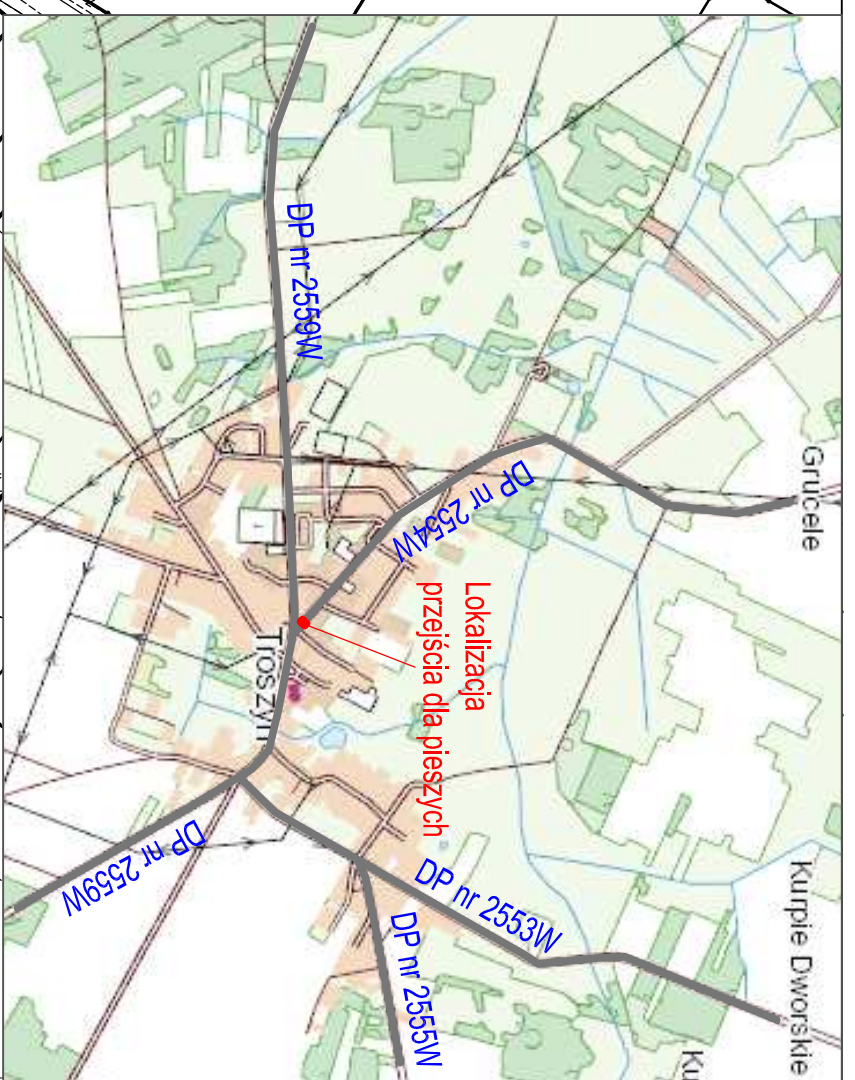 Grucele
DP nr 2559W
DP nr 2554W
Lokalizacja
przejścia dla pieszych
Troszyn
DP nr 2559W
DP nr 2553W
DP nr 2555W
Kurpie Dworskie
Ku